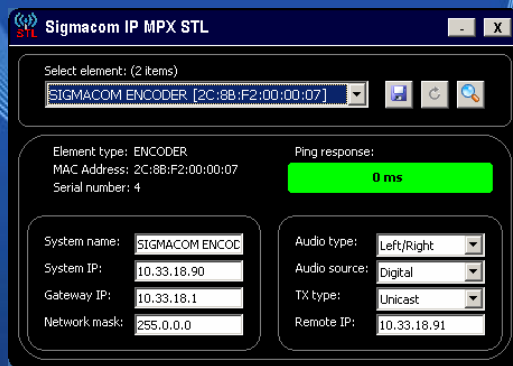 STL Sigmacom IP MPX STL - X
Select element: (2 items)
SIGMACOM ENCODER [2C:8B:F2:00:00:07]
Element type: ENCODER
MAC Address: 2C:8B:F2:00:00:07
Serial number: 4
Ping response:
0 ms
System name: SIGMACOM ENCOD
System IP: 10.33.18.90
Gateway IP: 10.33.18.1
Network mask: 255.0.0.0
Audio type: Left/Right
Audio source: Digital
TX type: Unicast
Remote IP: 10.33.18.91